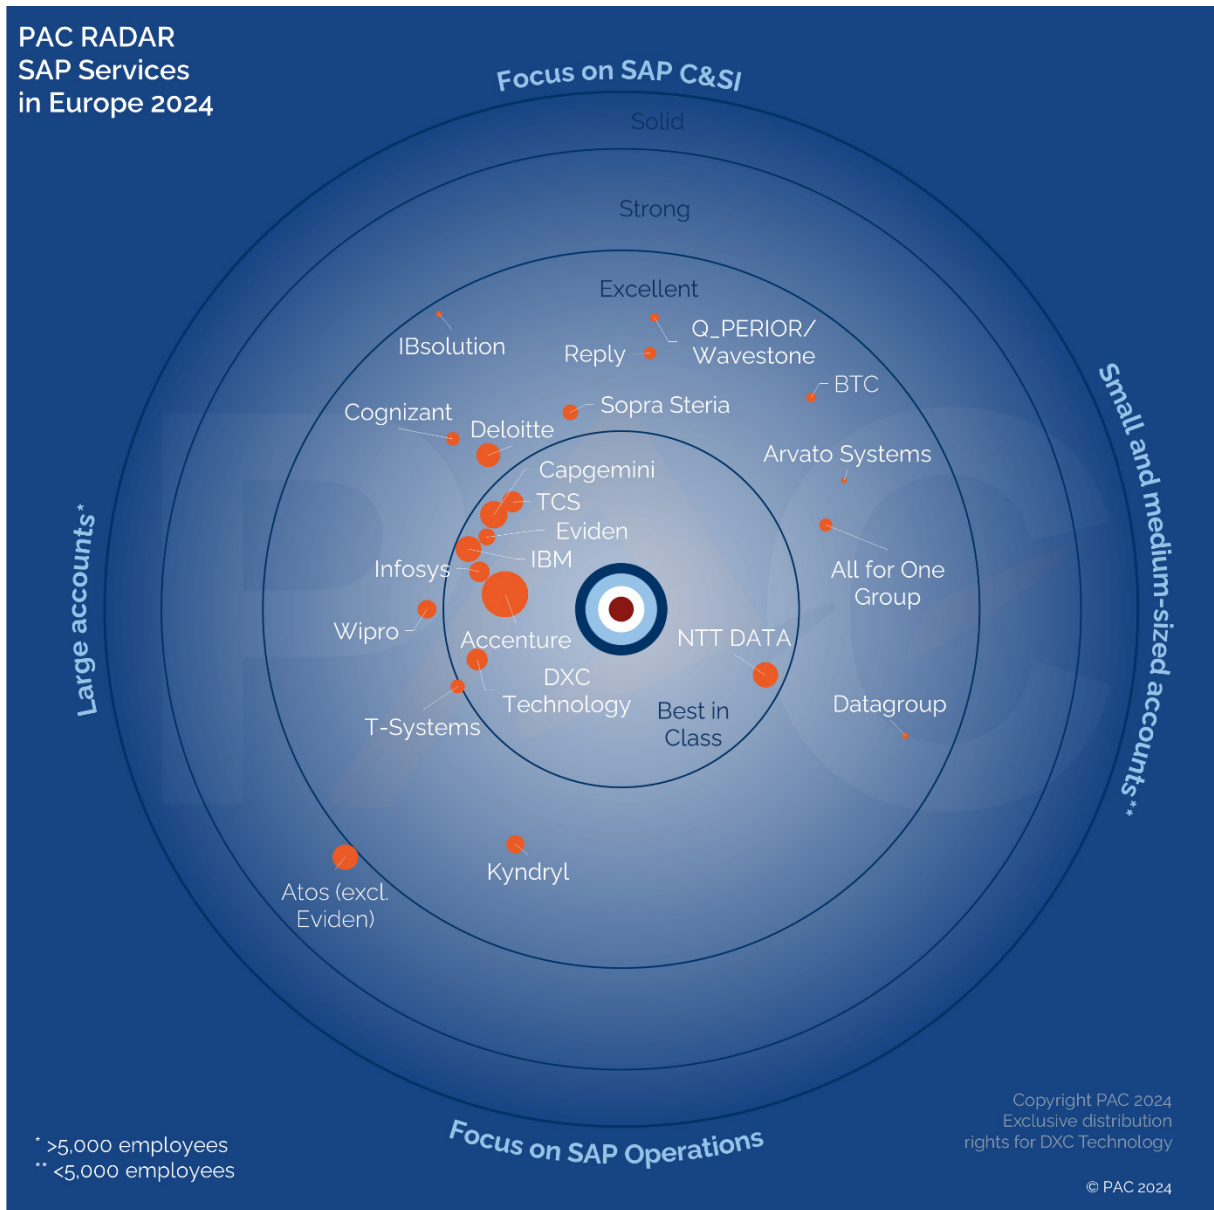 PAC RADAR
SAP Services
in Europe 2024
Focus on SAP C&SI
Solid
Strong
Excellent
IBsolution
Q_PERIOR/
Wavestone
Reply
BTC
Cognizant
Sopra Steria
Deloitte
Arvato Systems
Capgemini
TCS
Eviden
IBM
Infosys
All for One
Group
Large accounts*
Small and medium-sized accounts**
Wipro
Accenture
NTT DATA
DXC
Technology
T-Systems
Best in
Class
Datagroup
Kyndryl
Atos (excl.
Eviden)
Focus on SAP Operations
* >5,000 employees
** <5,000 employees
Copyright PAC 2024
Exclusive distribution
rights for DXC Technology
© PAC 2024
PAC